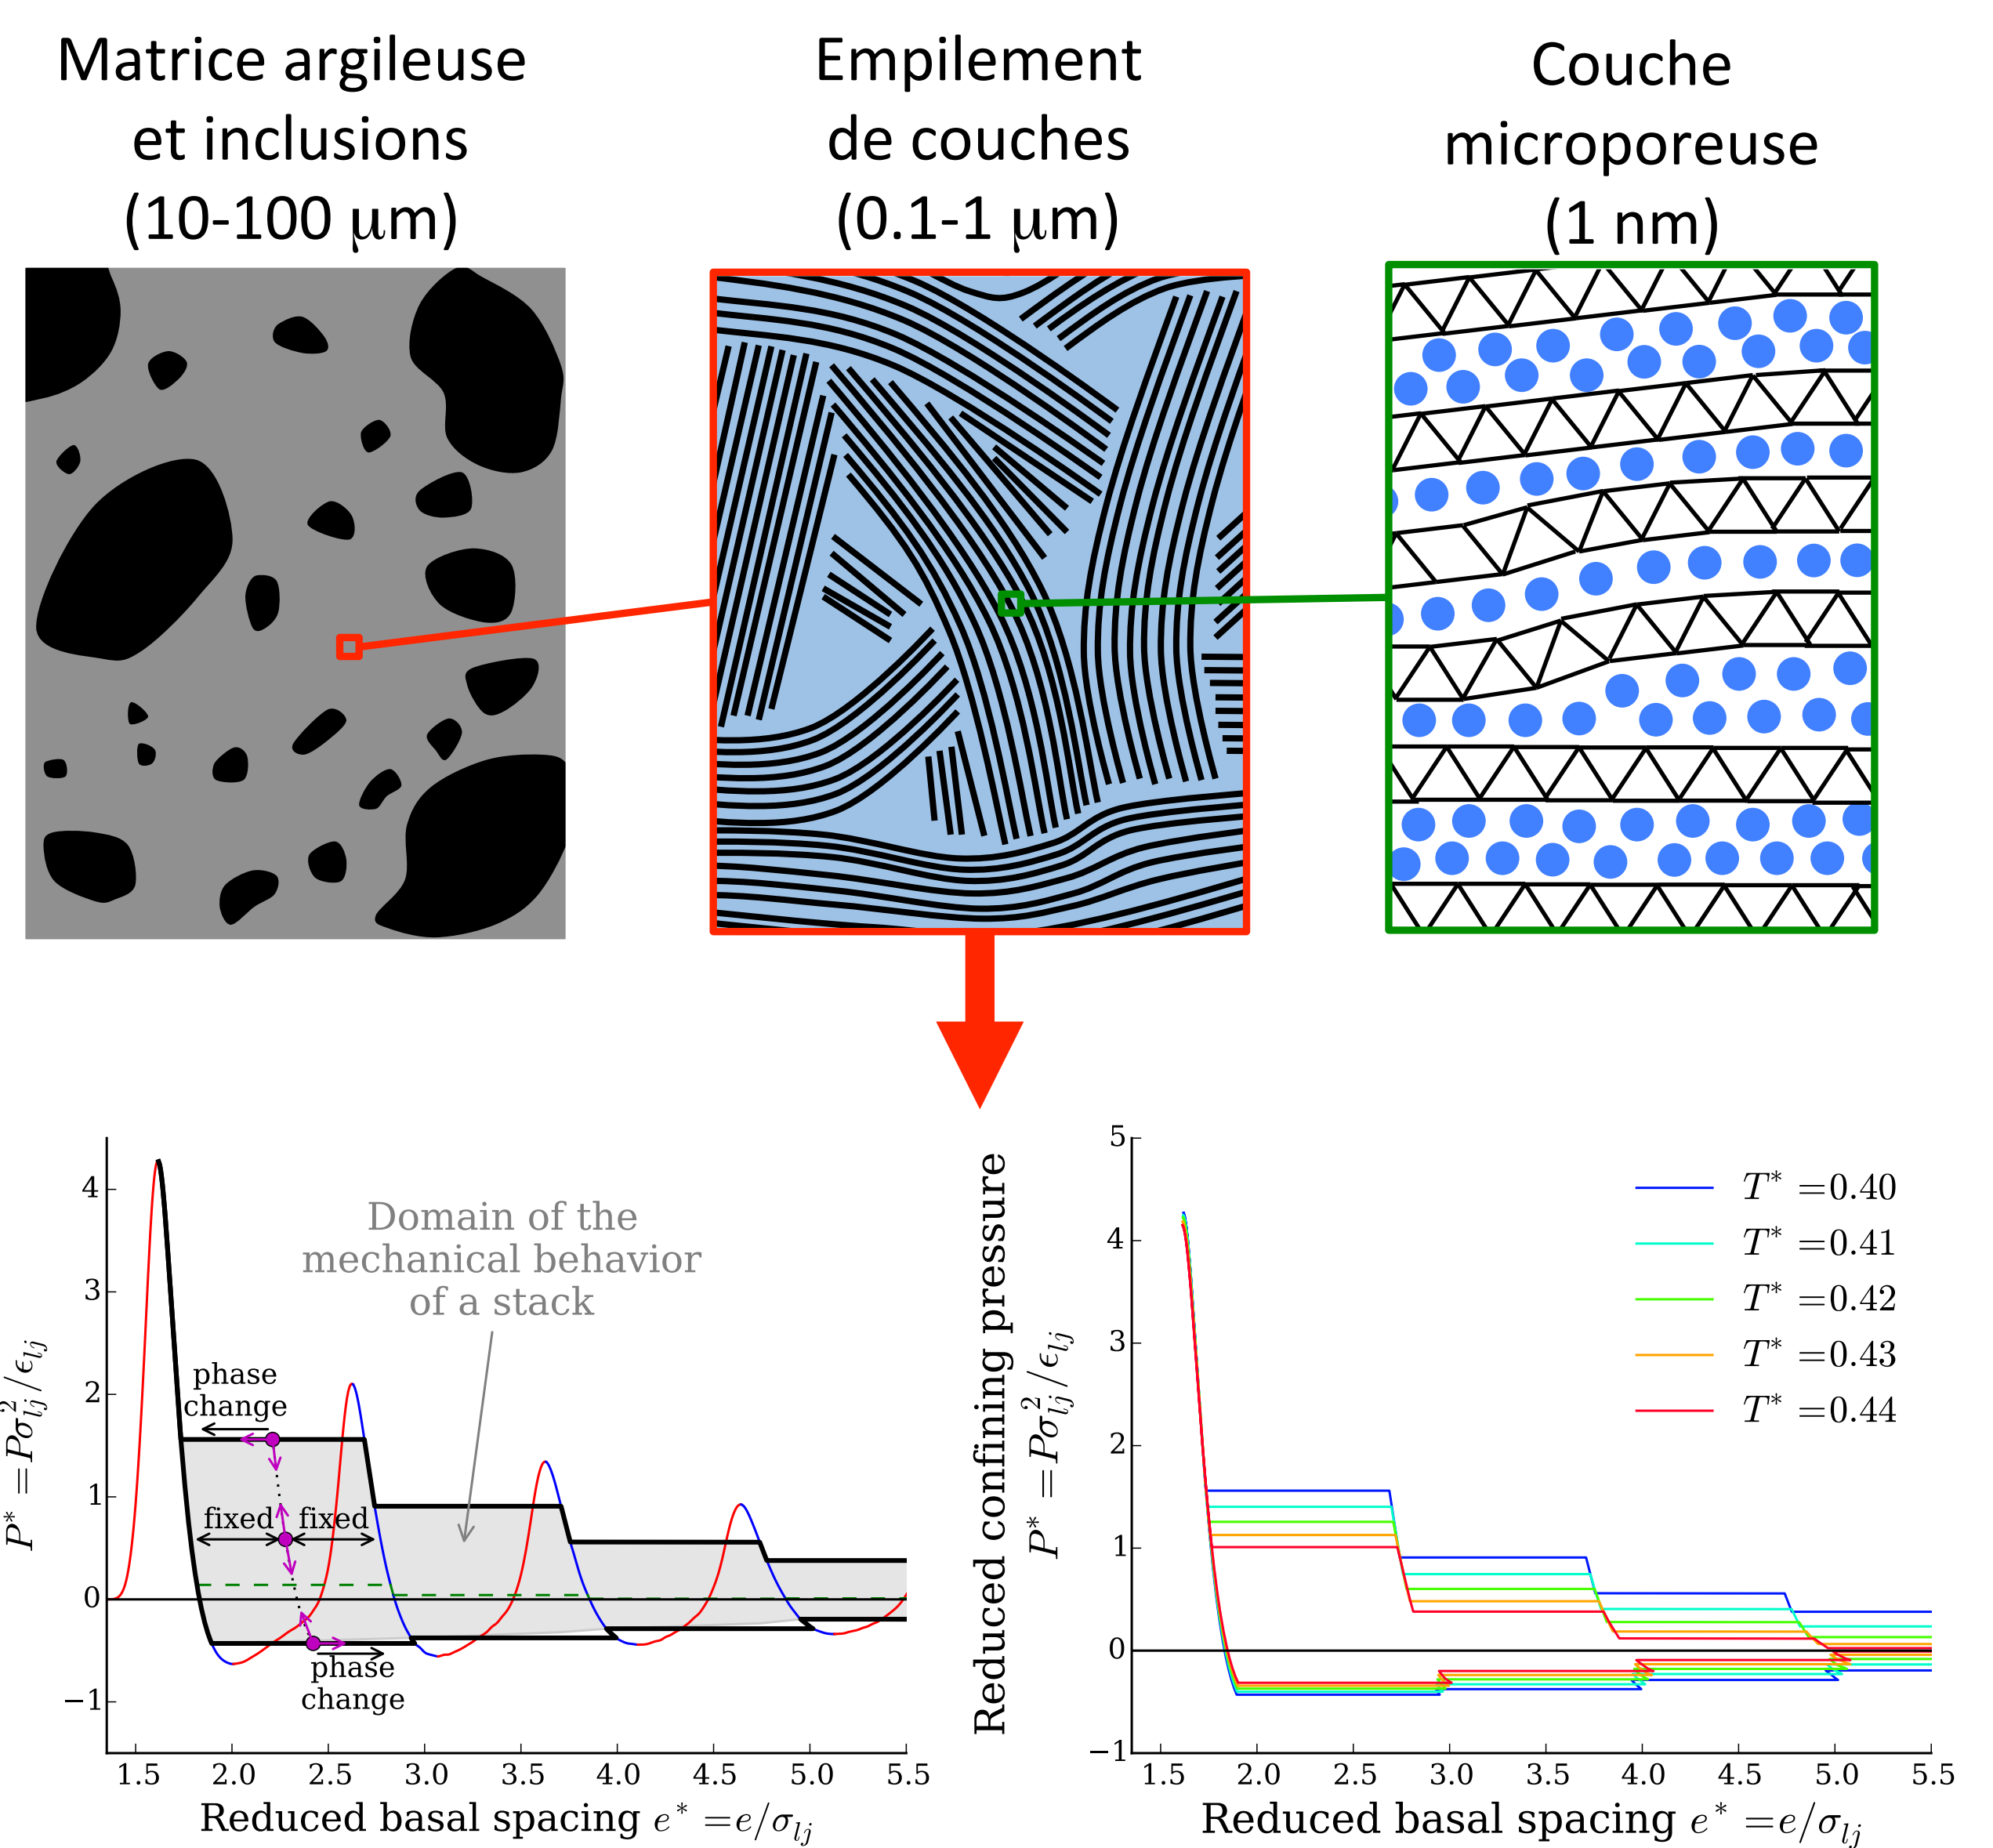 Matrice argileuse
et inclusions
(10-100 μm)
Empilement
de couches
(0.1-1 μm)
Couche
microporeuse
(1 nm)
4
3
2
1
0
−1
P* =Pσ²lj/ϵlj
Domain of the
mechanical behavior
of a stack
phase
change
fixed
fixed
phase
change
1.5 2.0 2.5 3.0 3.5 4.0 4.5 5.0 5.5
Reduced basal spacing e* =e/σlj
Reduced confining pressure
P* =Pσ²lj/ϵlj
5
4
3
2
1
0
−1
T* =0.40
T* =0.41
T* =0.42
T* =0.43
T* =0.44
1.5 2.0 2.5 3.0 3.5 4.0 4.5 5.0 5.5
Reduced basal spacing e* =e/σlj